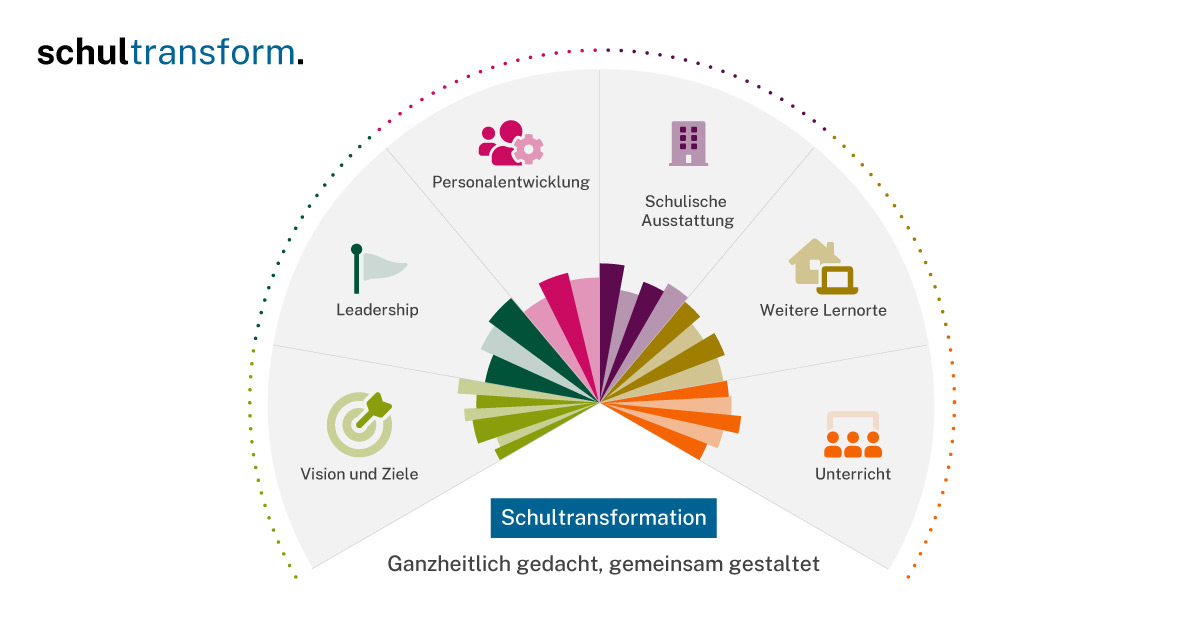 schultransform.
Personalentwicklung
Schulische
Ausstattung
Leadership
Weitere Lernorte
Vision und Ziele
Unterricht
Schultransformation
Ganzheitlich gedacht, gemeinsam gestaltet